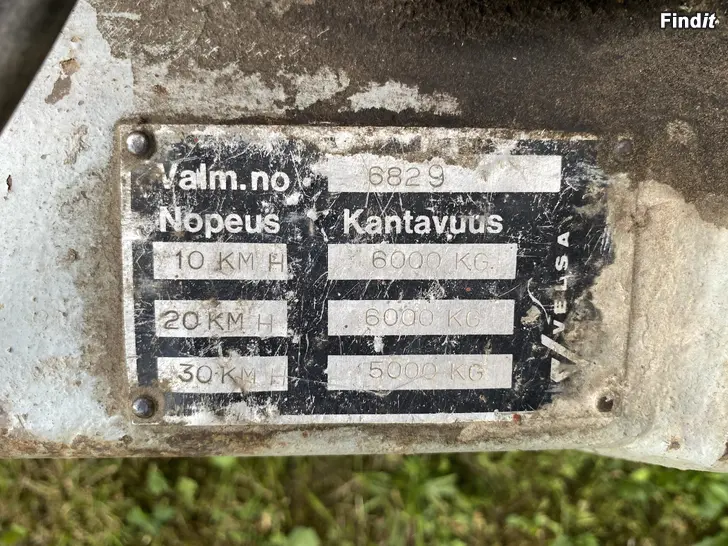 Findit
Valm.no 6829
Nopeus Kantavuus
10 KM H 6000 KG
20 KM H 6000 KG
30 KM H 5000 KG
VELSA